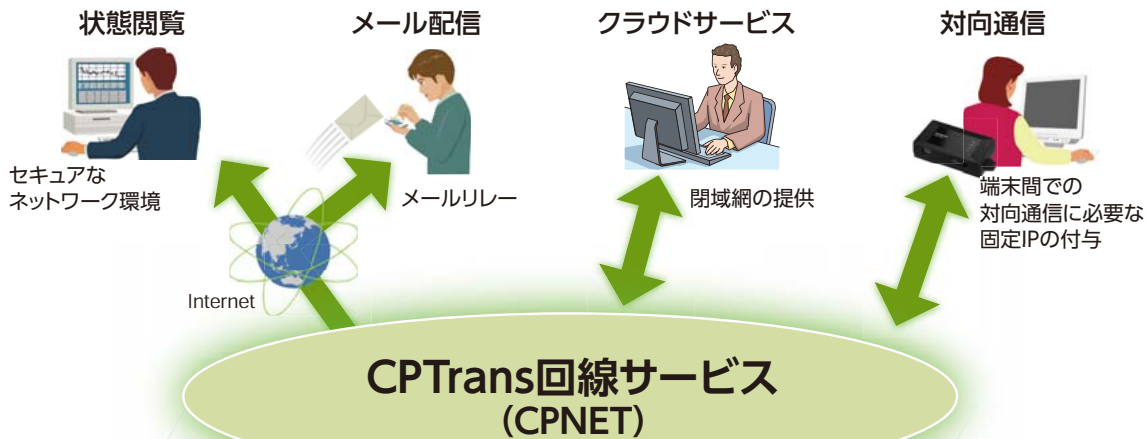 状態閲覧
メール配信
クラウドサービス
対向通信
セキュアな
ネットワーク環境
メールリレー
閉域網の提供
端末間での
対向通信に必要な
固定IPの付与
Internet
CPTrans回線サービス
(CPNET)